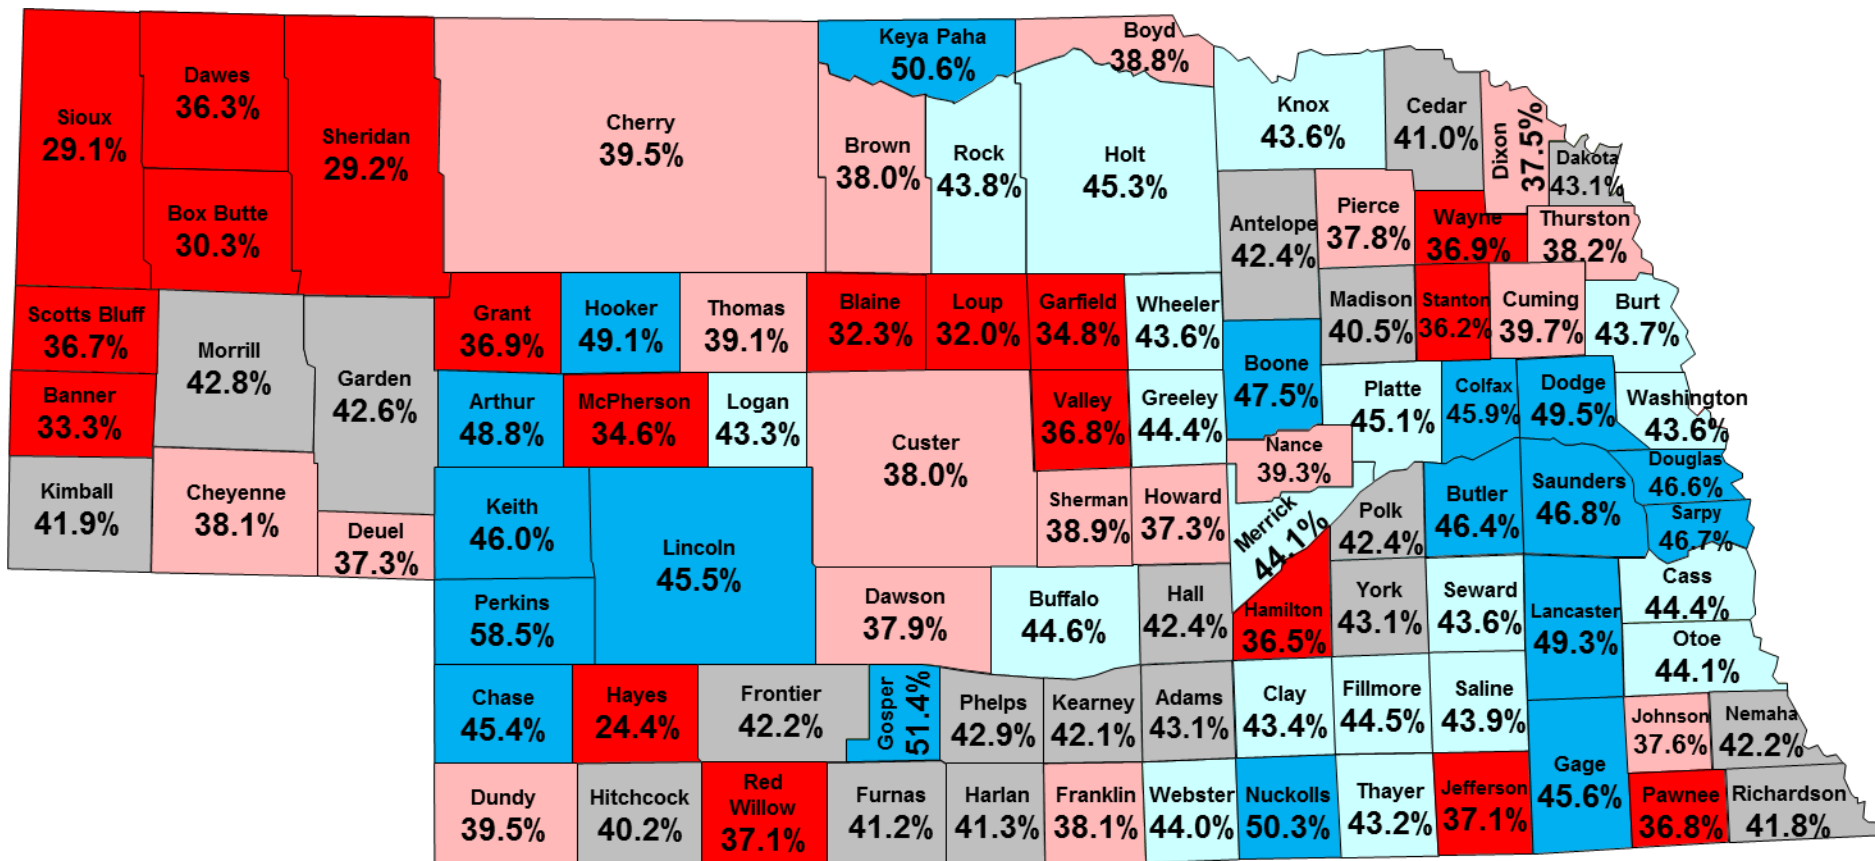 Sioux
29.1%
Dawes
36.3%
Box Butte
30.3%
Sheridan
29.2%
Scotts Bluff
36.7%
Banner
33.3%
Kimball
41.9%
Morrill
42.8%
Cheyenne
38.1%
Garden
42.6%
Deuel
37.3%
Cherry
39.5%
Keya Paha
50.6%
Boyd
38.8%
Brown
38.0%
Rock
43.8%
Holt
45.3%
Knox
43.6%
Cedar
41.0%
Dixon
37.5%
Dakota
43.1%
Antelope
42.4%
Pierce
37.8%
Wayne
36.9%
Thurston
38.2%
Grant
36.9%
Hooker
49.1%
Thomas
39.1%
Blaine
32.3%
Loup
32.0%
Garfield
34.8%
Wheeler
43.6%
Boone
47.5%
Madison
40.5%
Stanton
36.2%
Cuming
39.7%
Burt
43.7%
Arthur
48.8%
McPherson
34.6%
Logan
43.3%
Custer
38.0%
Valley
36.8%
Greeley
44.4%
Nance
39.3%
Platte
45.1%
Colfax
45.9%
Dodge
49.5%
Washington
43.6%
Keith
46.0%
Lincoln
45.5%
Sherman
38.9%
Howard
37.3%
Merrick
44.1%
Polk
42.4%
Butler
46.4%
Saunders
46.8%
Douglas
46.6%
Sarpy
46.7%
Perkins
58.5%
Dawson
37.9%
Buffalo
44.6%
Hall
42.4%
Hamilton
36.5%
York
43.1%
Seward
43.6%
Lancaster
49.3%
Cass
44.4%
Otoe
44.1%
Chase
45.4%
Hayes
24.4%
Frontier
42.2%
Gosper
51.4%
Phelps
42.9%
Kearney
42.1%
Adams
43.1%
Clay
43.4%
Fillmore
44.5%
Saline
43.9%
Gage
45.6%
Johnson
37.6%
Nemaha
42.2%
Dundy
39.5%
Hitchcock
40.2%
Red
Willow
37.1%
Furnas
41.2%
Harlan
41.3%
Franklin
38.1%
Webster
44.0%
Nuckolls
50.3%
Thayer
43.2%
Jefferson
37.1%
Pawnee
36.8%
Richardson
41.8%